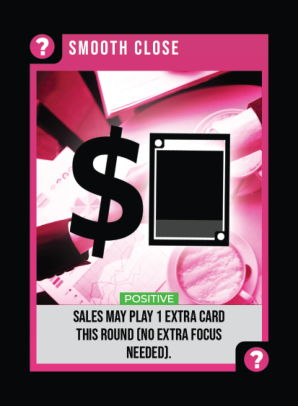 ?
SMOOTH CLOSE
$
POSITIVE
SALES MAY PLAY 1 EXTRA CARD
THIS ROUND (NO EXTRA FOCUS
NEEDED).
?